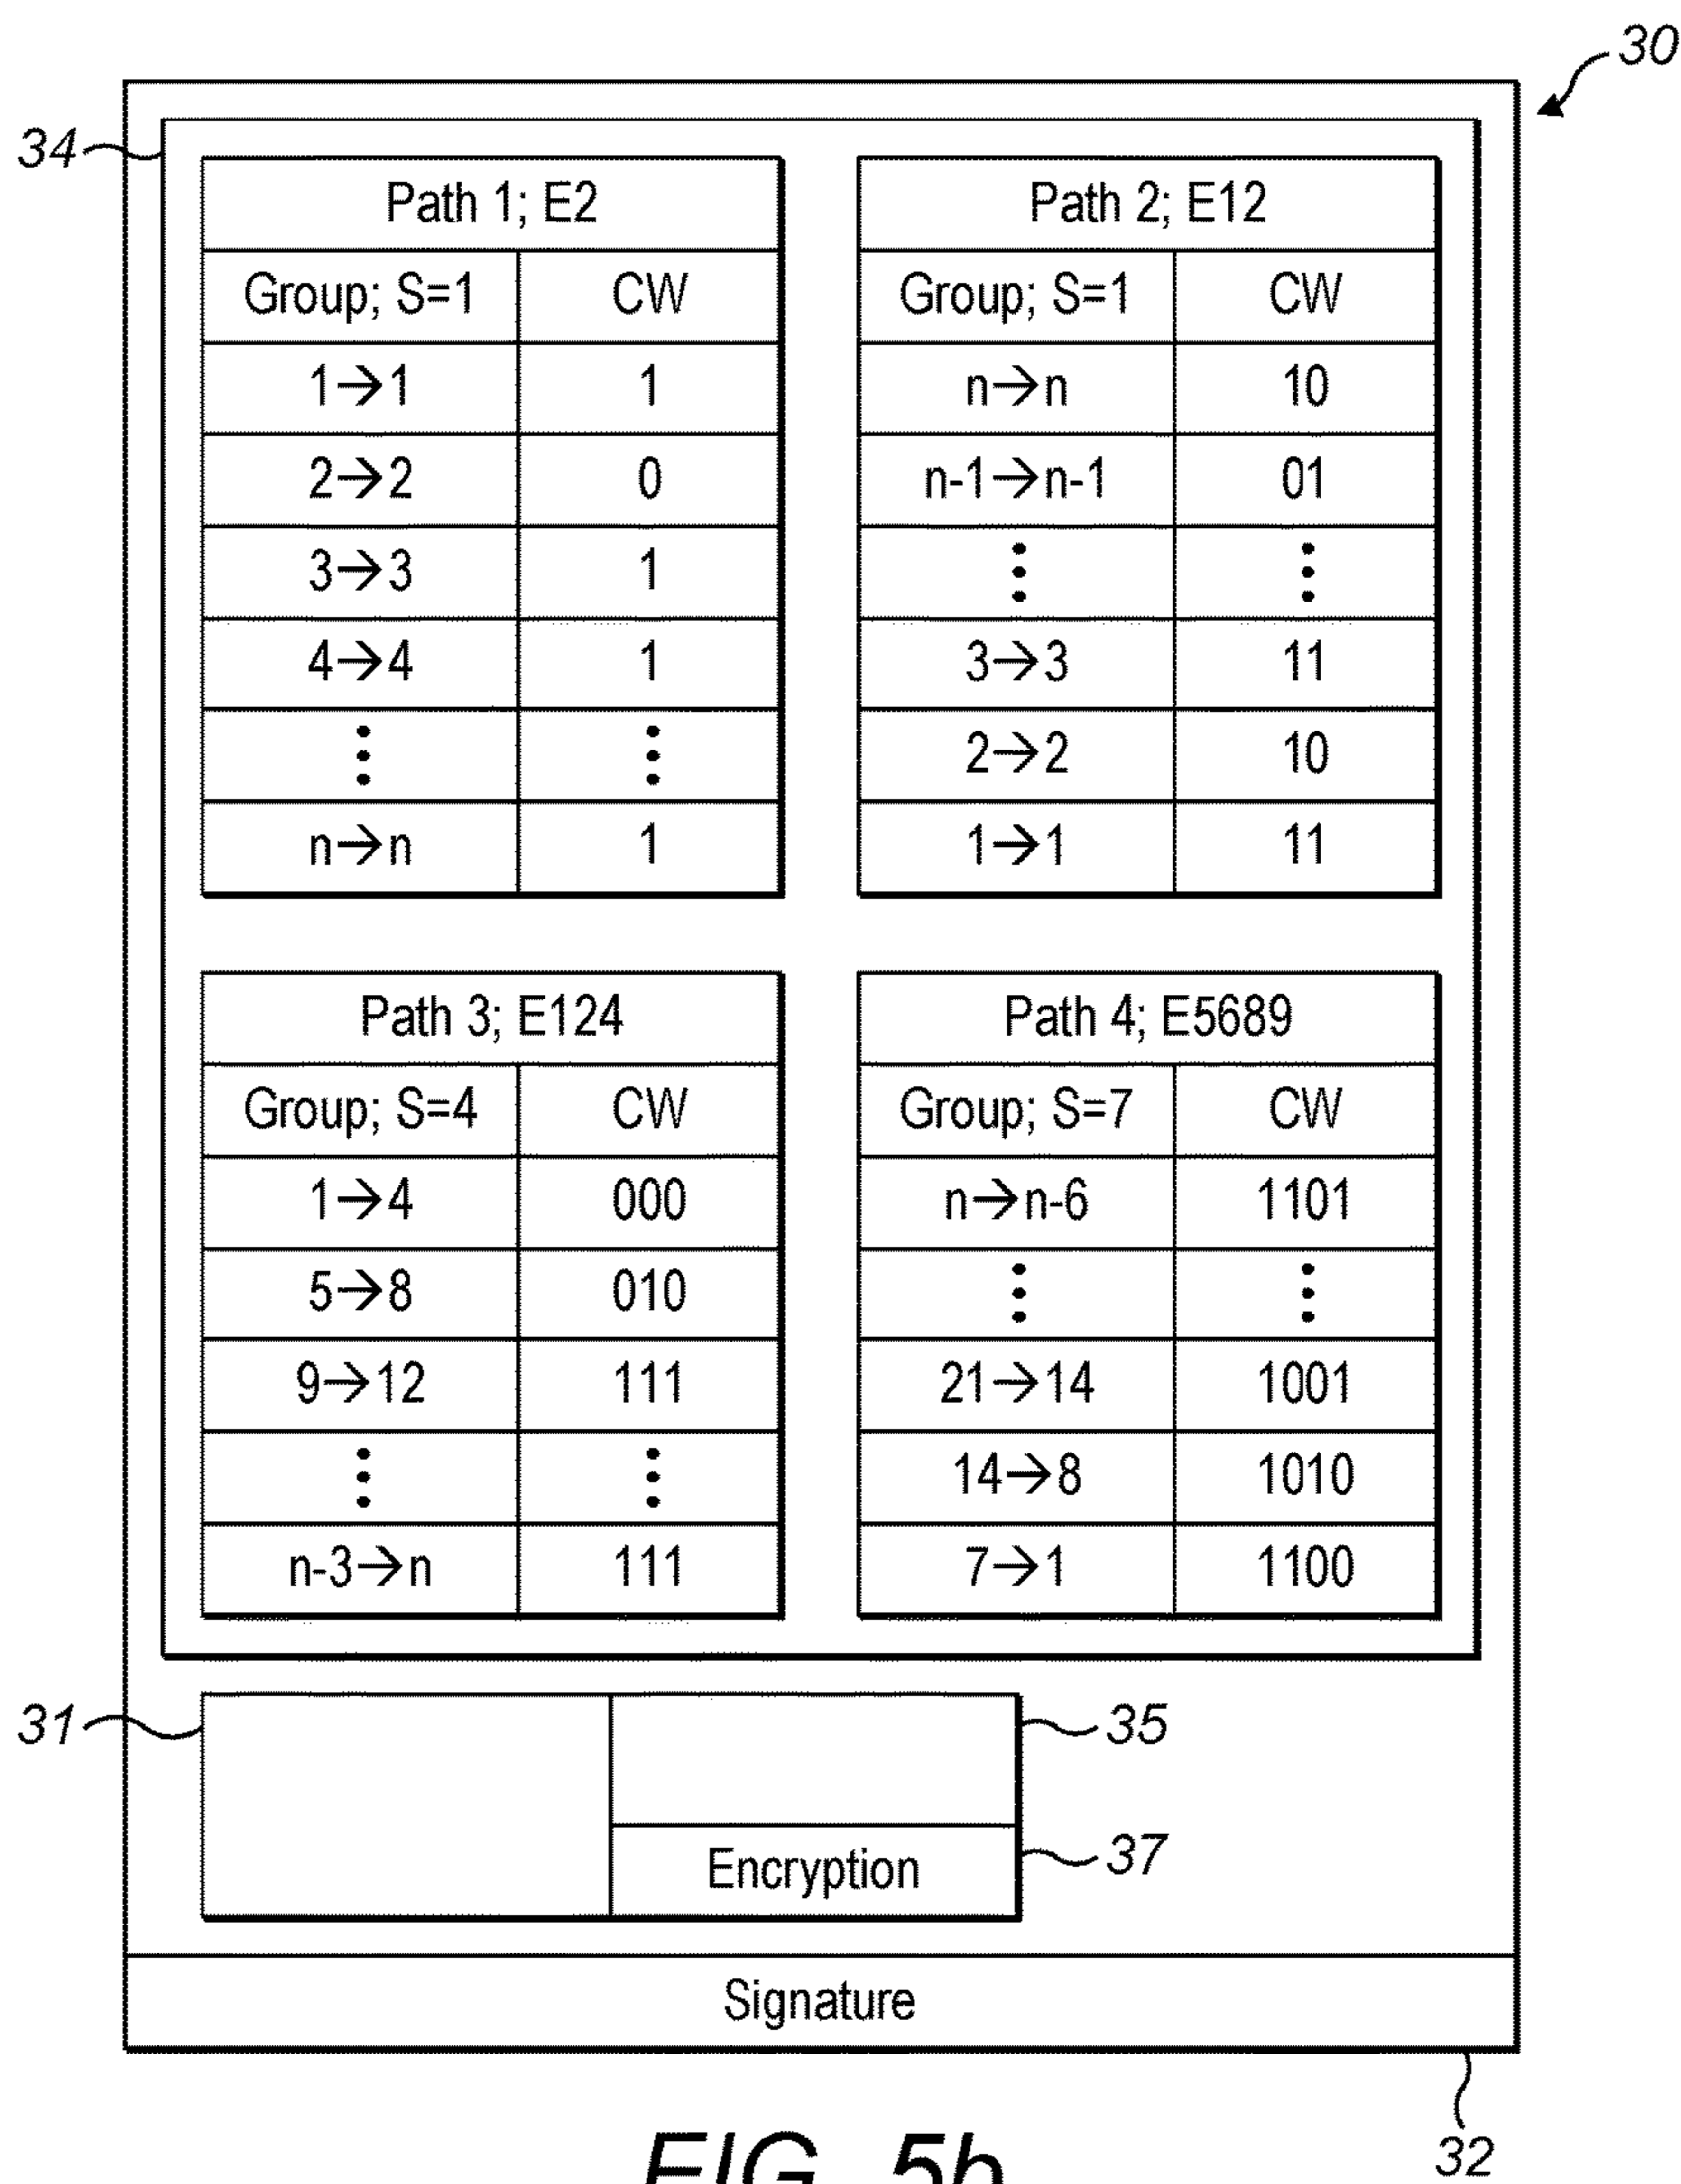 30
34
Path 1; E2
Group; S=1 CW
1→1 1
2→2 0
3→3 1
4→4 1
⋮ ⋮
n→n 1
Path 2; E12
Group; S=1 CW
n→n 10
n-1→n-1 01
⋮ ⋮
3→3 11
2→2 10
1→1 11
Path 3; E124
Group; S=4 CW
1→4 000
5→8 010
9→12 111
⋮ ⋮
n-3→n 111
Path 4; E5689
Group; S=7 CW
n→n-6 1101
⋮ ⋮
21→14 1001
14→8 1010
7→1 1100
31
35
Encryption 37
Signature
32
FIG. 5b